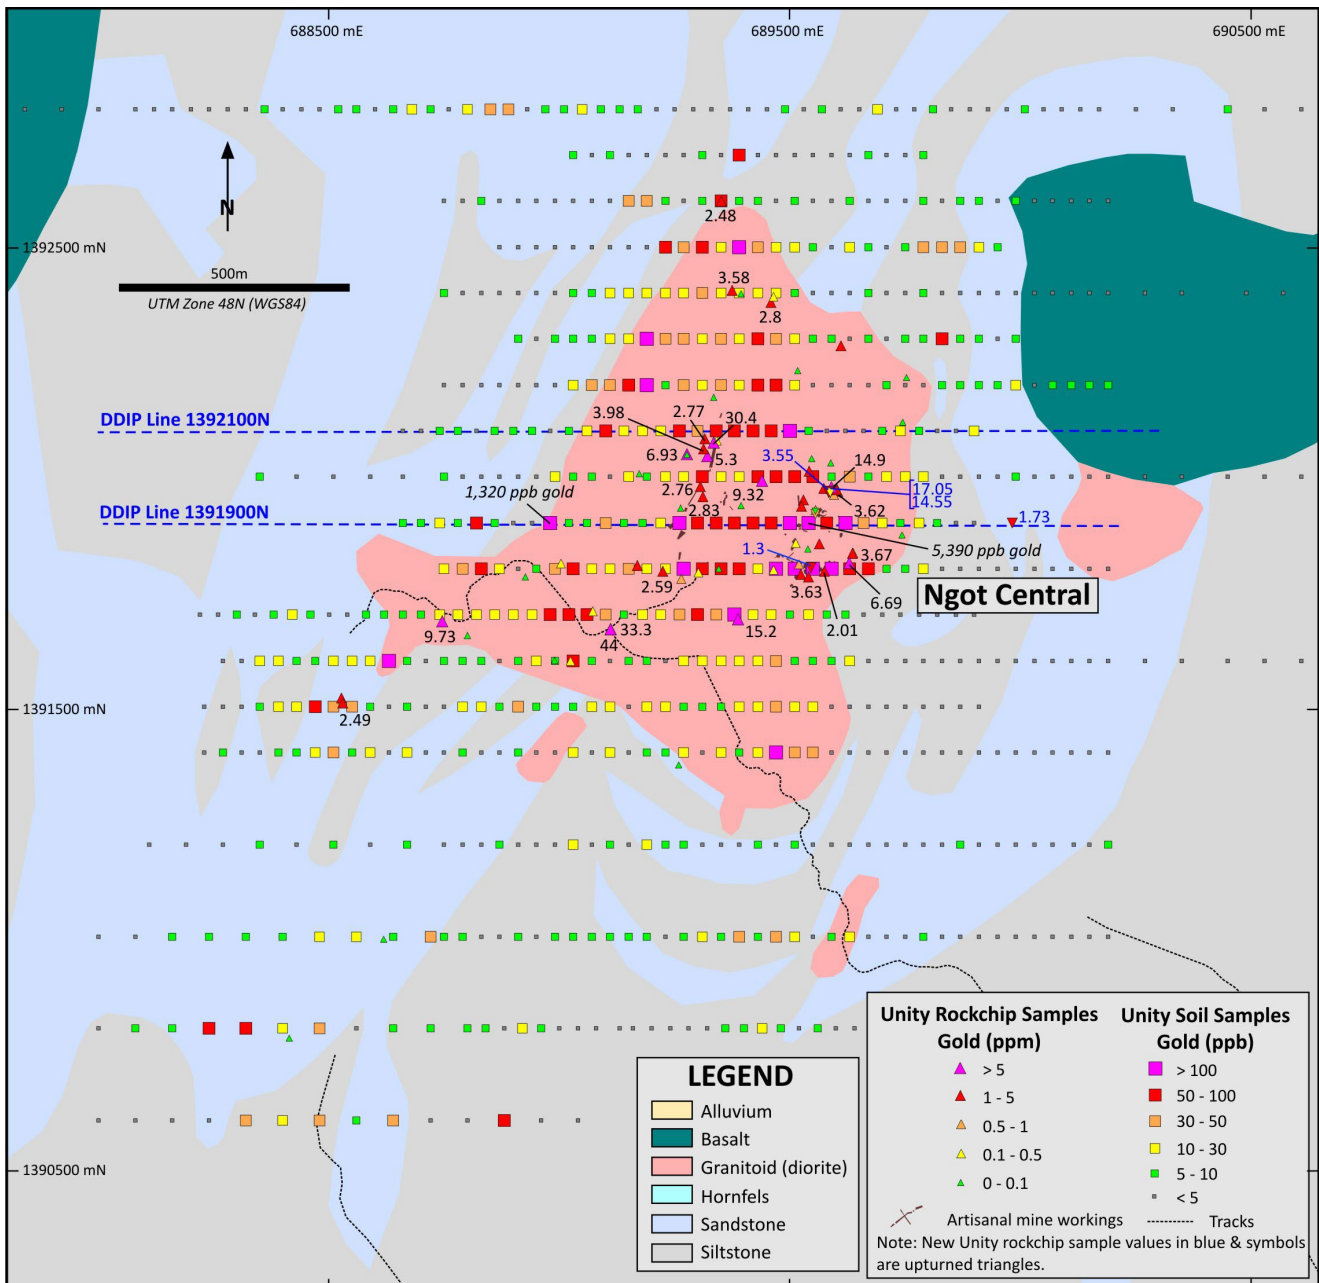 688500 mE
689500 mE
690500 mE
N
2.48
1392500 mN
500m
UTM Zone 48N (WGS84)
3.58
2.8
DDIP Line 1392100N
3.98
2.77
30.4
6.93
5.3
3.55
14.9
1,320 ppb gold
2.76
9.32
17.05
14.55
2.83
3.62
DDIP Line 1391900N
1.73
1.3
5,390 ppb gold
3.67
2.59
3.63
6.69
Ngot Central
9.73
33.3
44
15.2
2.01
1391500 mN
2.49
1390500 mN
LEGEND
Alluvium
Basalt
Granitoid (diorite)
Hornfels
Sandstone
Siltstone
Unity Rockchip Samples
Gold (ppm)
> 5
1 - 5
0.5 - 1
0.1 - 0.5
0 - 0.1
Unity Soil Samples
Gold (ppb)
> 100
50 - 100
30 - 50
10 - 30
5 - 10
< 5
Artisanal mine workings
Tracks
Note: New Unity rockchip sample values in blue & symbols
are upturned triangles.